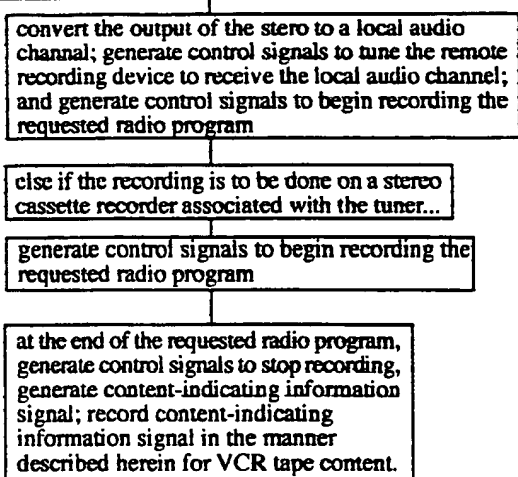 convert the output of the stero to a local audio
channel; generate control signals to tune the remote
recording device to receive the local audio channel;
and generate control signals to begin recording the
requested radio program
else if the recording is to be done on a stereo
cassette recorder associated with the tuner...
generate control signals to begin recording the
requested radio program
at the end of the requested radio program,
generate control signals to stop recording,
generate content-indicating information
signal; record content-indicating
information signal in the manner
described herein for VCR tape content.